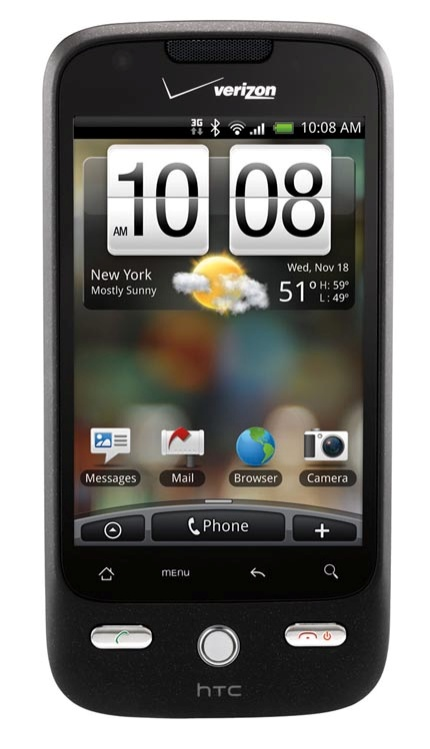 verizon
3G 10:08 AM
10 08
AM
New York
Mostly Sunny
Wed, Nov 18
51° H: 59°
L: 49°
Messages Mail Browser Camera
Phone
MENU
hTC